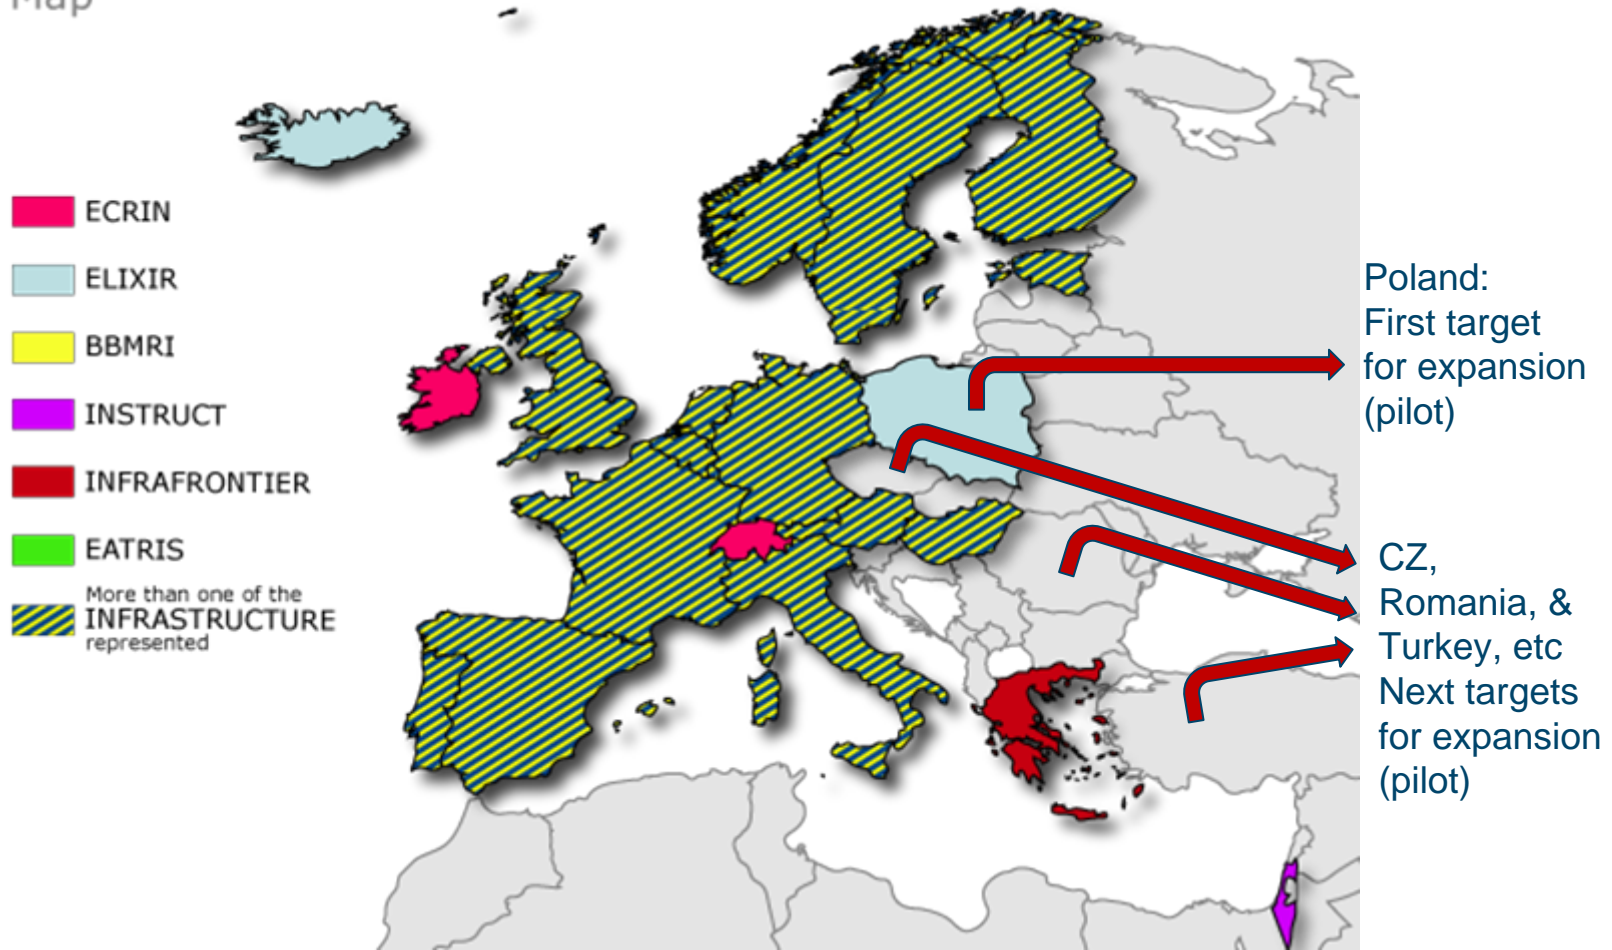 Map
ECRIN
ELIXIR
BBMRI
INSTRUCT
INFRAFRONTIER
EATRIS
More than one of the
INFRASTRUCTURE
represented
Poland:
First target
for expansion
(pilot)
CZ,
Romania, &
Turkey, etc
Next targets
for expansion
(pilot)